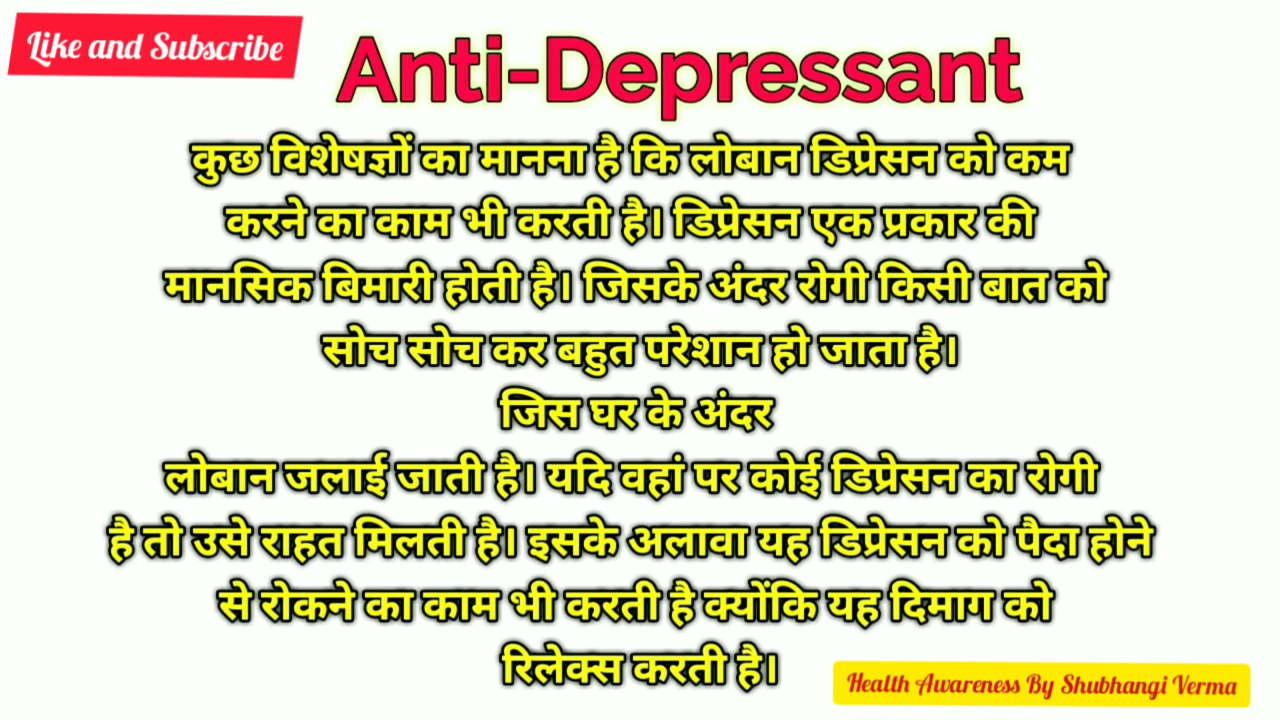 Like and Subscribe
Anti-Depressant
कुछ विशेषज्ञों का मानना है कि लोबान डिप्रेसन को कम
करने का काम भी करती है। डिप्रेसन एक प्रकार की
मानसिक बिमारी होती है। जिसके अंदर रोगी किसी बात को
सोच सोच कर बहुत परेशान हो जाता है।
जिस घर के अंदर
लोबान जलाई जाती है। यदि वहां पर कोई डिप्रेसन का रोगी
है तो उसे राहत मिलती है। इसके अलावा यह डिप्रेसन को पैदा होने
से रोकने का काम भी करती है क्योंकि यह दिमाग को
रिलेक्स करती है।
Health Awareness By Shubhangi Verma